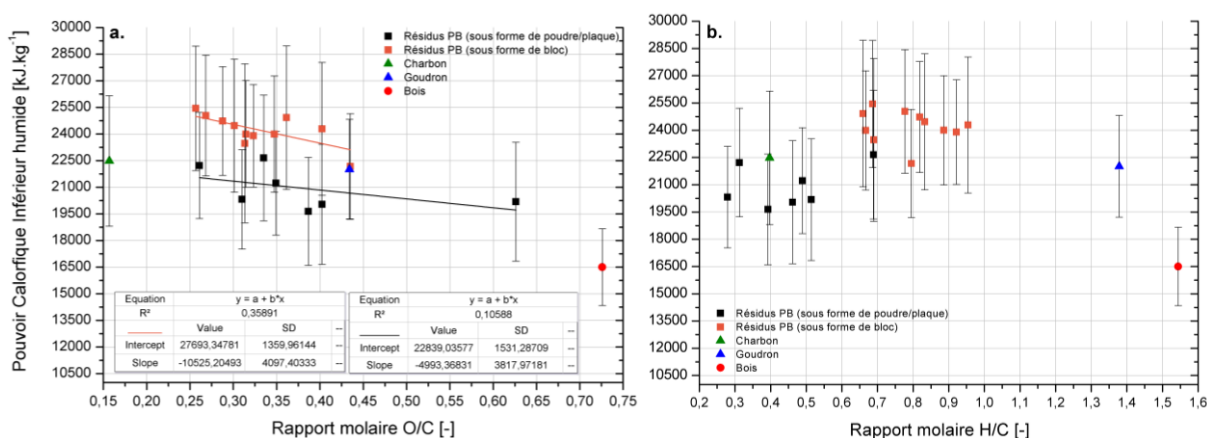 a.
Pouvoir Calorfique Inférieur humide [kJ.kg⁻¹]
30000
28500
27000
25500
24000
22500
21000
19500
18000
16500
15000
13500
12000
10500
Résidus PB (sous forme de poudre/plaque)
Résidus PB (sous forme de bloc)
Charbon
Goudron
Bois
Equation y = a + b*x
R² 0,35891
Value SD --
Intercept 27693,34781 1359,96144 --
Slope -10525,20493 4097,40333 --
Equation y = a + b*x
R² 0,10588
Value SD --
Intercept 22839,03577 1531,28709 --
Slope -4993,36831 3817,97181 --
0,15 0,20 0,25 0,30 0,35 0,40 0,45 0,50 0,55 0,60 0,65 0,70 0,75
Rapport molaire O/C [-]
b.
30000
28500
27000
25500
24000
22500
21000
19500
18000
16500
15000
13500
12000
10500
Résidus PB (sous forme de poudre/plaque)
Résidus PB (sous forme de bloc)
Charbon
Goudron
Bois
0,2 0,3 0,4 0,5 0,6 0,7 0,8 0,9 1,0 1,1 1,2 1,3 1,4 1,5 1,6
Rapport molaire H/C [-]